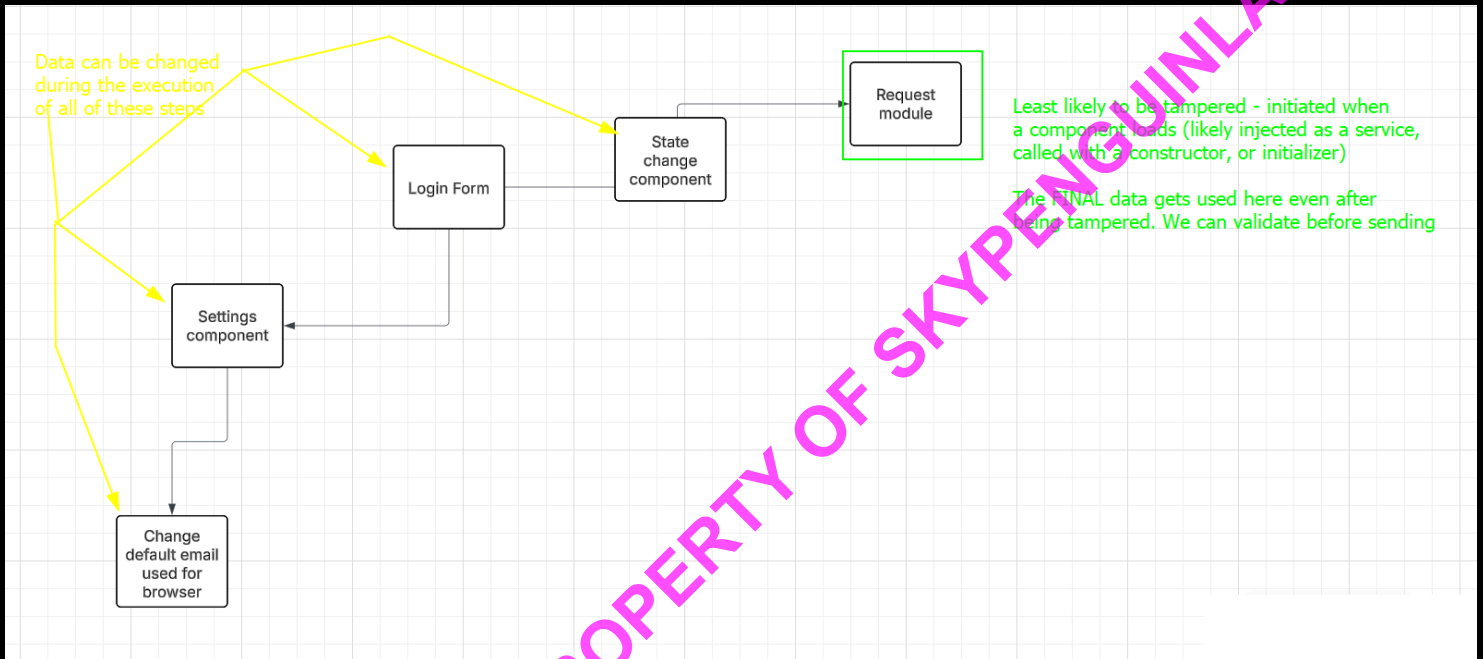 Data can be changed
during the execution
of all of these steps
Request
module
Least likely to be tampered - initiated when
a component loads (likely injected as a service,
called with a constructor, or initializer)
The FINAL data gets used here even after
being tampered. We can validate before sending
State
change
component
Login Form
Settings
component
Change
default email
used for
browser
OPERTY OF SKYPENGUINLA